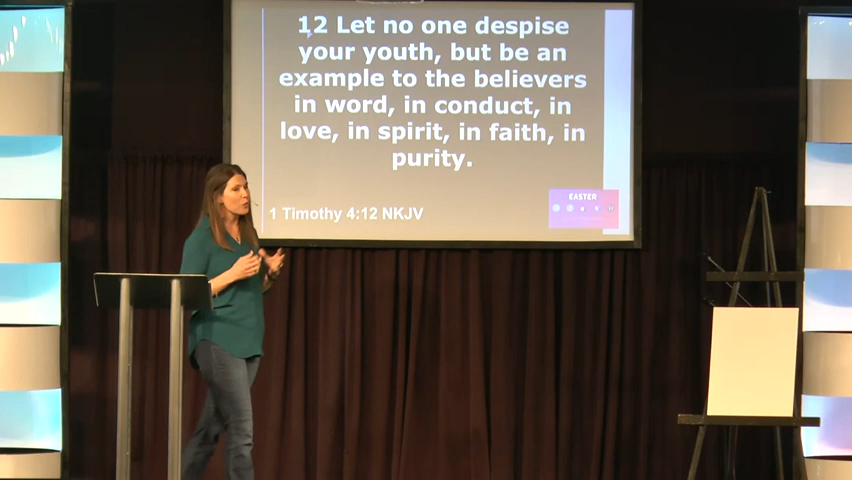 12 Let no one despise
your youth, but be an
example to the believers
in word, in conduct, in
love, in spirit, in faith, in
purity.
1 Timothy 4:12 NKJV
EASTER